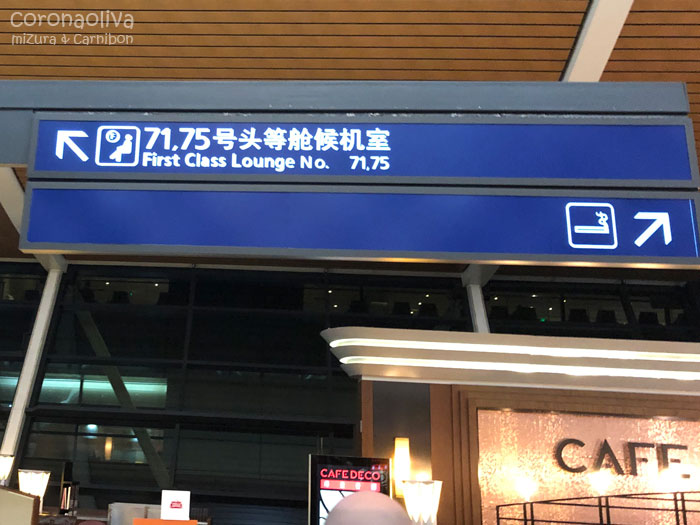 Coronaoliva
mizura & Carnibon
71,75号头等舱候机室
First Class Lounge No. 71,75
CAFE DECO
CAFE